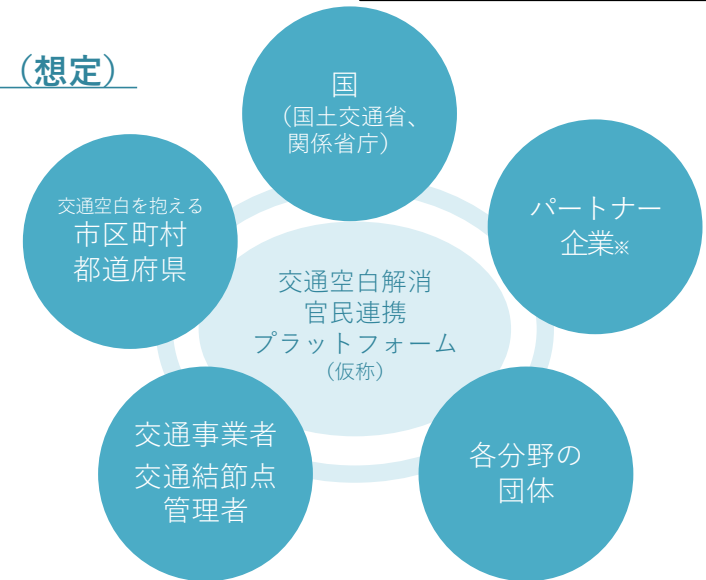 （想定）
国
（国土交通省、
関係省庁）
交通空白を抱える
市区町村
都道府県
パートナー
企業※
交通空白解消
官民連携
プラットフォーム
（仮称）
交通事業者
交通結節点
管理者
各分野の
団体